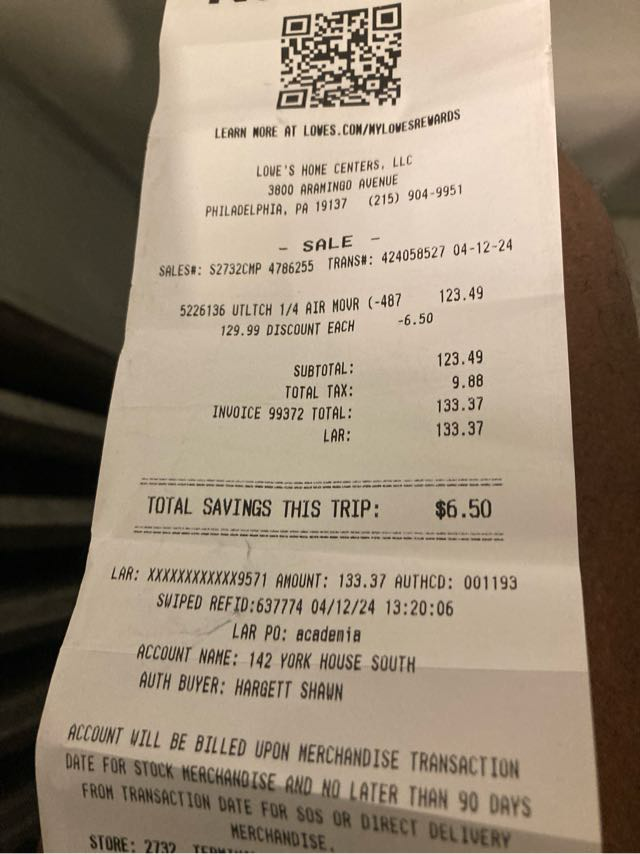 LEARN MORE AT LOWES.COM/MYLOWESREWARDS
LOWE'S HOME CENTERS, LLC
3800 ARAMINGO AVENUE
PHILADELPHIA, PA 19137 (215) 904-9951
- SALE -
SALES#: S2732CMP 4786255 TRANS#: 424058527 04-12-24
5226136 UTLTCH 1/4 AIR MOVR (-487 123.49
129.99 DISCOUNT EACH -6.50
SUBTOTAL: 123.49
TOTAL TAX: 9.88
INVOICE 99372 TOTAL: 133.37
LAR: 133.37
TOTAL SAVINGS THIS TRIP: $6.50
LAR: XXXXXXXXXXXX9571 AMOUNT: 133.37 AUTHCD: 001193
SWIPED REFID:637774 04/12/24 13:20:06
LAR PO: academia
ACCOUNT NAME: 142 YORK HOUSE SOUTH
AUTH BUYER: HARGETT SHAWN
ACCOUNT WILL BE BILLED UPON MERCHANDISE TRANSACTION
DATE FOR STOCK MERCHANDISE AND NO LATER THAN 90 DAYS
FROM TRANSACTION DATE FOR SOS OR DIRECT DELIVERY
MERCHANDISE.
STORE: 2732